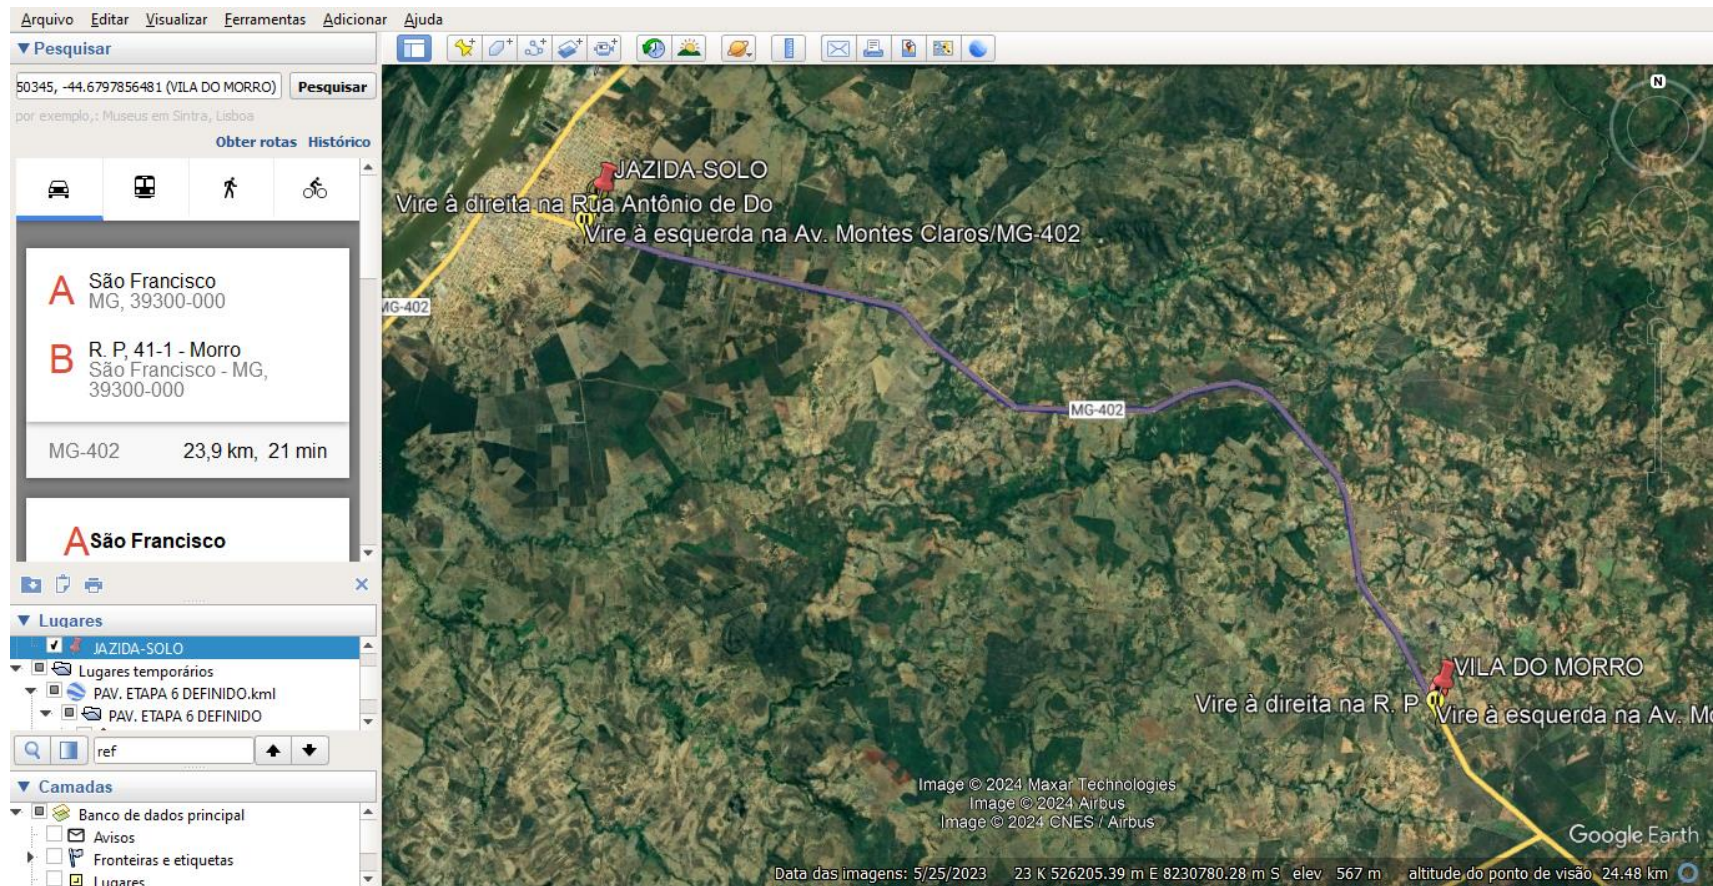 Arquivo Editar Visualizar Ferramentas Adicionar Ajuda
Pesquisar
50345, -44.6797856481 (VILA DO MORRO) Pesquisar
por exemplo,: Museus em Sintra, Lisboa
Obter rotas Histórico
A São Francisco
MG, 39300-000
B R. P, 41-1 - Morro
São Francisco - MG,
39300-000
MG-402 23,9 km, 21 min
A São Francisco
Lugares
JAZIDA-SOLO
Lugares temporários
PAV. ETAPA 6 DEFINIDO.kml
PAV. ETAPA 6 DEFINIDO
ref
Camadas
Banco de dados principal
Avisos
Fronteiras e etiquetas
Lugares
N
JAZIDA-SOLO
Vire à direita na Rua Antônio de Do
Vire à esquerda na Av. Montes Claros/MG-402
MG-402
MG-402
VILA DO MORRO
Vire à direita na R. P
Vire à esquerda na Av. Mo
Image © 2024 Maxar Technologies
Image © 2024 Airbus
Image © 2024 CNES / Airbus
Google Earth
Data das imagens: 5/25/2023 23 K 526205.39 m E 8230780.28 m S elev 567 m altitude do ponto de visão 24.48 km